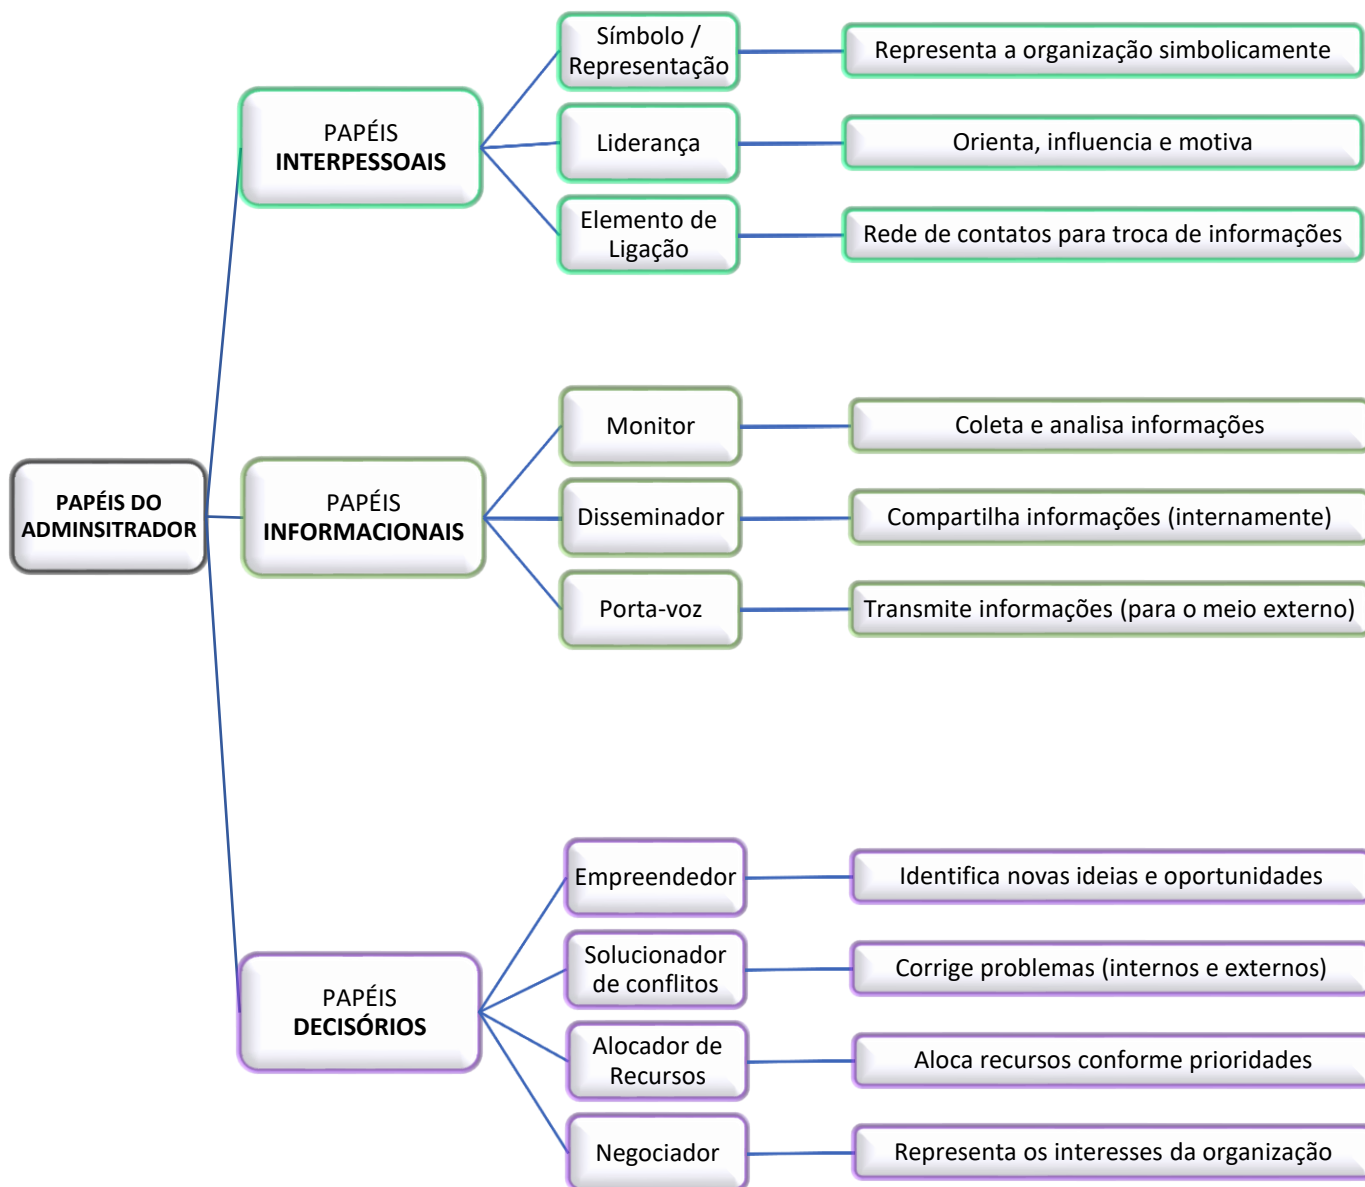 PAPÉIS DO
ADMINSITRADOR
PAPÉIS
INTERPESSOAIS
Símbolo /
Representação
Representa a organização simbolicamente
Liderança
Orienta, influencia e motiva
Elemento de
Ligação
Rede de contatos para troca de informações
PAPÉIS
INFORMACIONAIS
Monitor
Coleta e analisa informações
Disseminador
Compartilha informações (internamente)
Porta-voz
Transmite informações (para o meio externo)
PAPÉIS
DECISÓRIOS
Empreendedor
Identifica novas ideias e oportunidades
Solucionador
de conflitos
Corrige problemas (internos e externos)
Alocador de
Recursos
Aloca recursos conforme prioridades
Negociador
Representa os interesses da organização